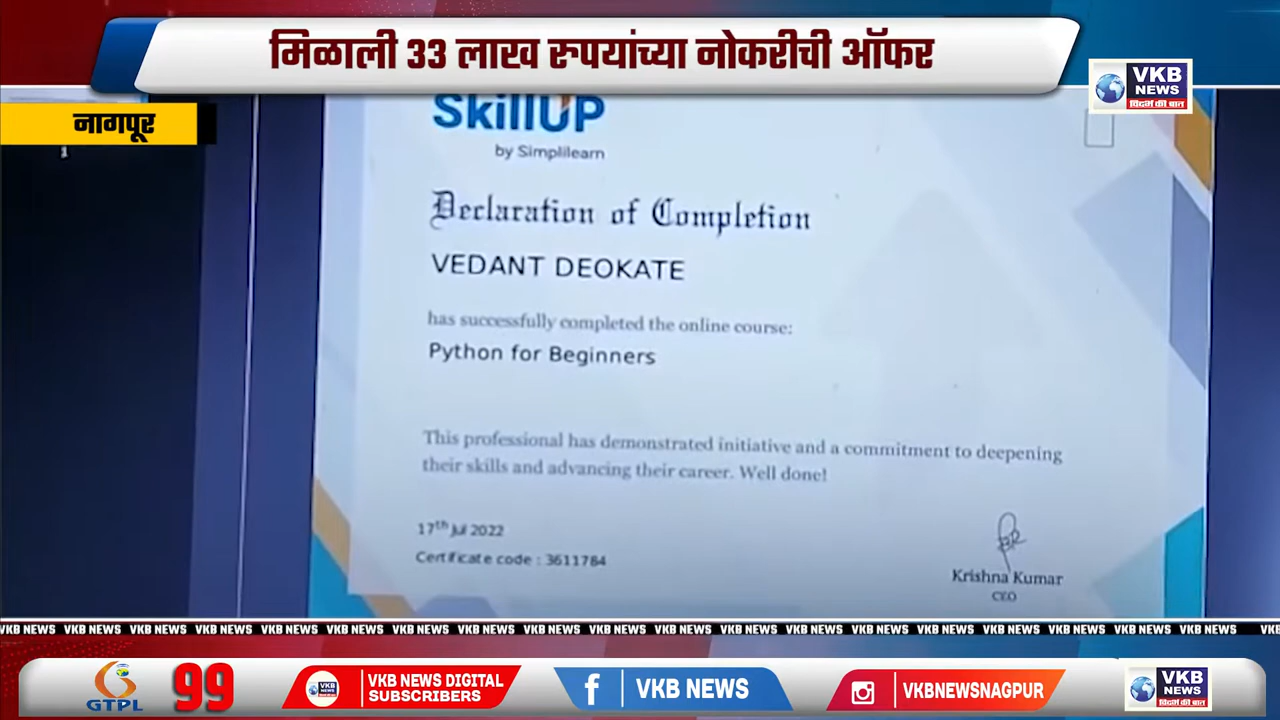 मिळाली 33 लाख रुपयांच्या नोकरीची ऑफर
VKB
NEWS
विदर्भ की बात
नागपूर
1
SkillUP
by Simplilearn
Declaration of Completion
VEDANT DEOKATE
has successfully completed the online course:
Python for Beginners
This professional has demonstrated initiative and a commitment to deepening
their skills and advancing their career. Well done!
17th Jul 2022
Certificate code : 3611784
Krishna Kumar
CEO
VKB NEWS VKB NEWS VKB NEWS VKB NEWS VKB NEWS VKB NEWS VKB NEWS VKB NEWS VKB NEWS VKB NEWS VKB NEWS VKB NEWS VKB NEWS VKB NEWS VKB NEWS VKB NEWS VKB NEWS VKB NEWS VKB NEWS
GTPL
99
VKB
NEWS
VKB NEWS DIGITAL
SUBSCRIBERS
f
VKB NEWS
VKBNEWSNAGPUR
VKB
NEWS
विदर्भ की बात